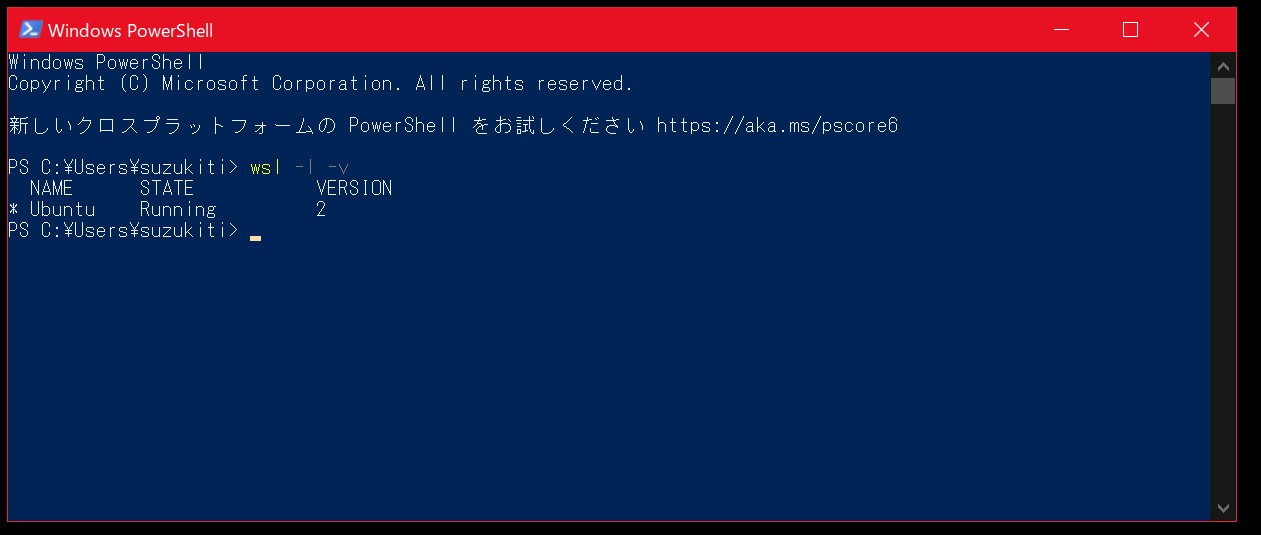 Windows PowerShell
Windows PowerShell
Copyright (C) Microsoft Corporation. All rights reserved.
新しいクロスプラットフォームの PowerShell をお試しください https://aka.ms/pscore6
PS C:¥Users¥suzukiti> wsl -l -v
  NAME      STATE           VERSION
* Ubuntu    Running         2
PS C:¥Users¥suzukiti>